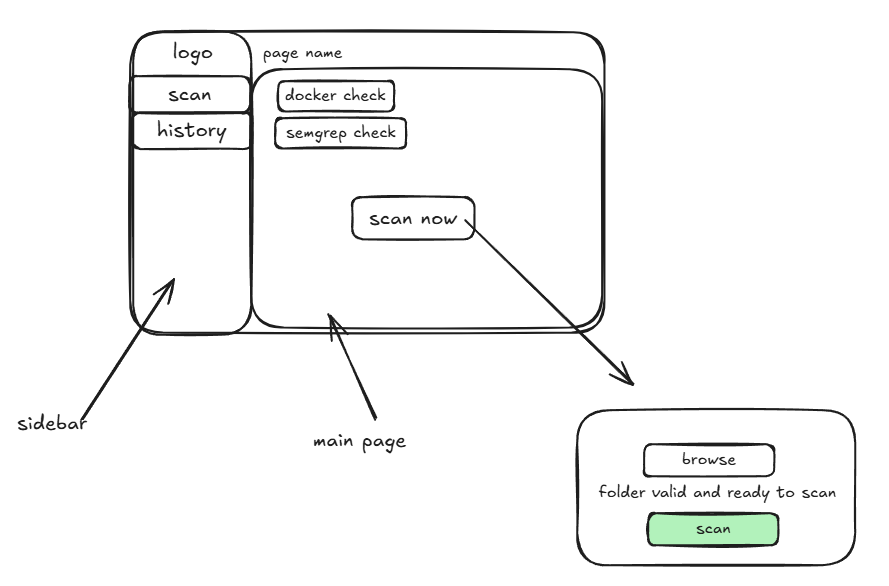 logo
page name
scan
docker check
history
semgrep check
scan now
sidebar
main page
browse
folder valid and ready to scan
scan